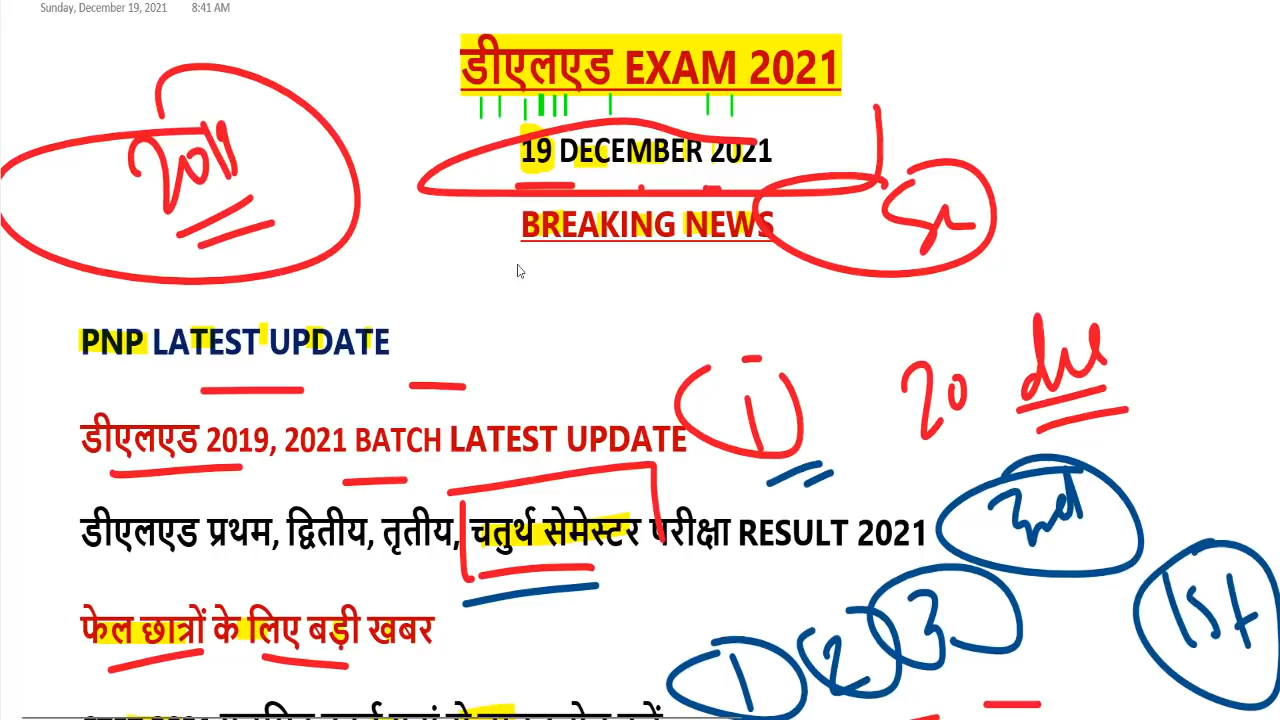 Sunday, December 19, 2021 8:41 AM
डीएलएड EXAM 2021
19 DECEMBER 2021
BREAKING NEWS
PNP LATEST UPDATE
1
20
डीएलएड 2019, 2021 BATCH LATEST UPDATE
डीएलएड प्रथम, द्वितीय, तृतीय, चतुर्थ सेमेस्टर परीक्षा RESULT 2021
1st
फेल छात्रों के लिए बड़ी खबर
1 2 3